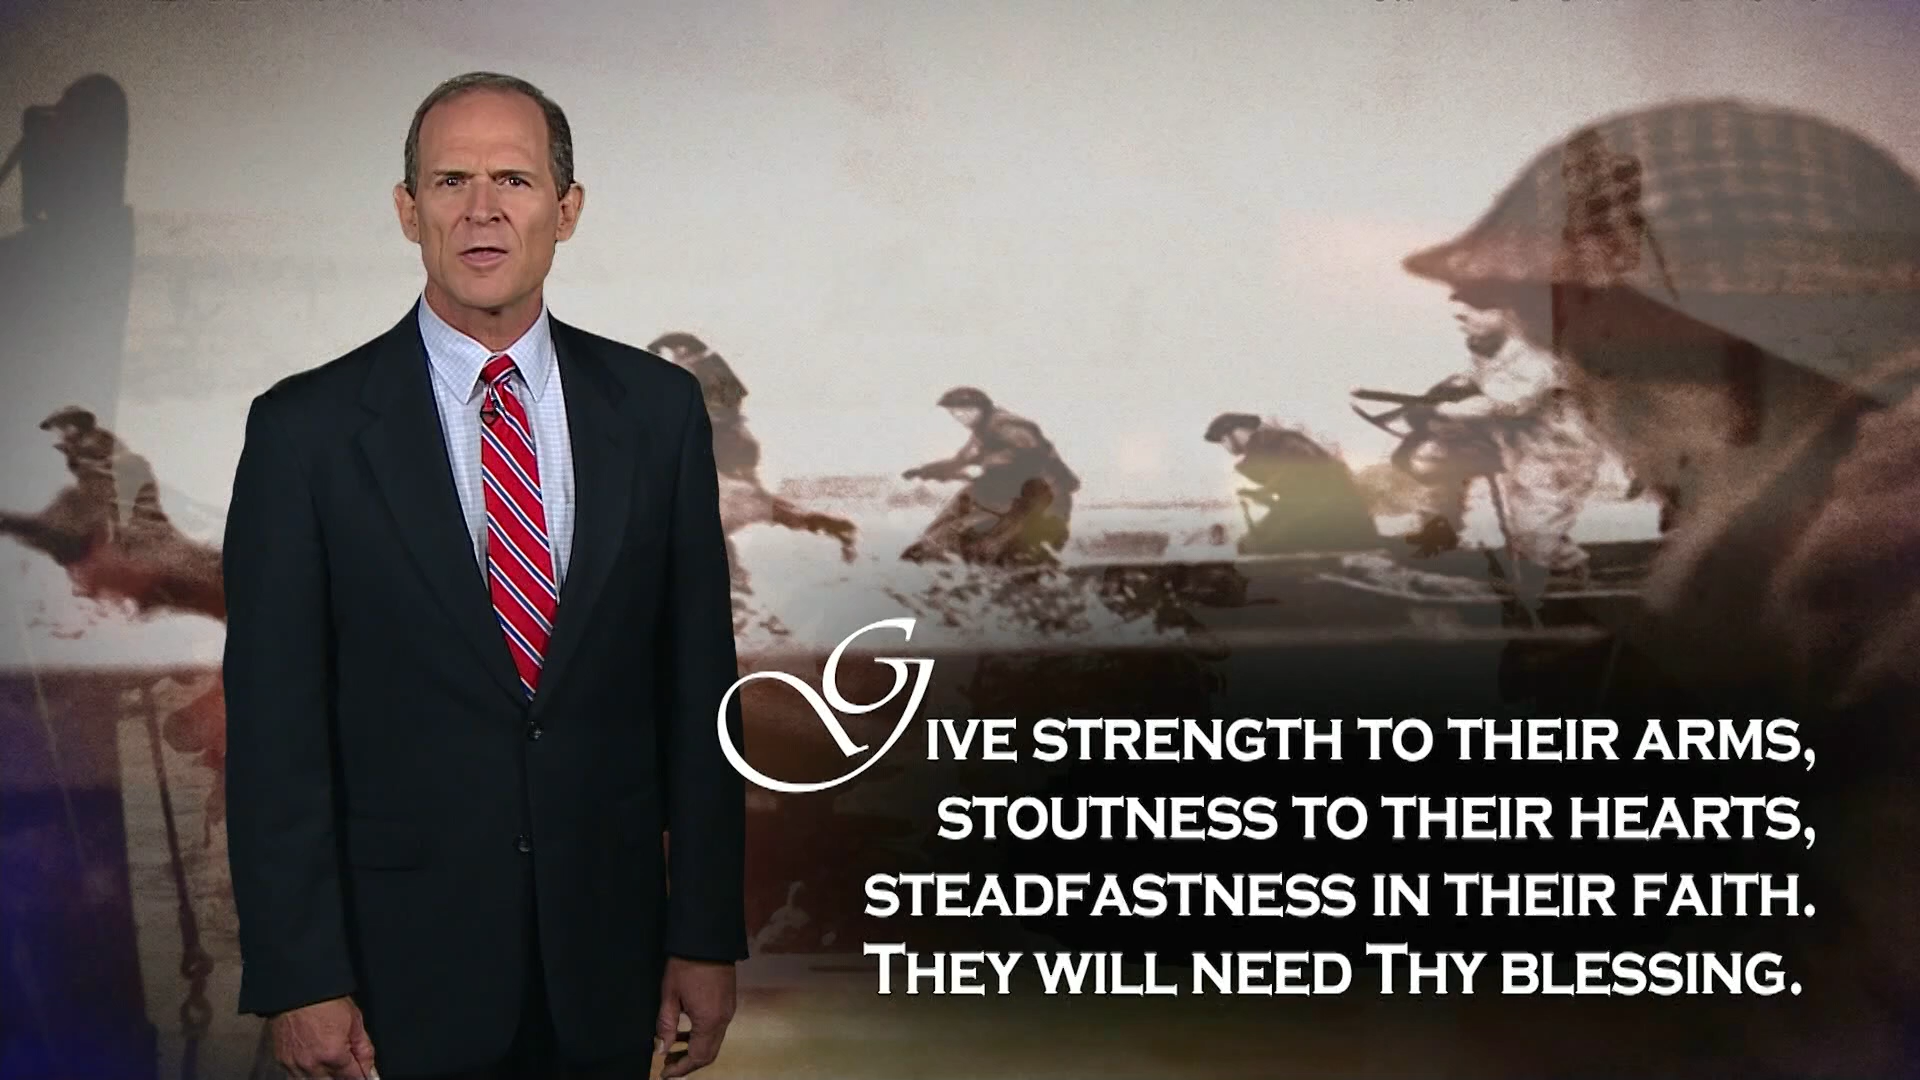 GIVE STRENGTH TO THEIR ARMS,
STOUTNESS TO THEIR HEARTS,
STEADFASTNESS IN THEIR FAITH.
THEY WILL NEED THY BLESSING.